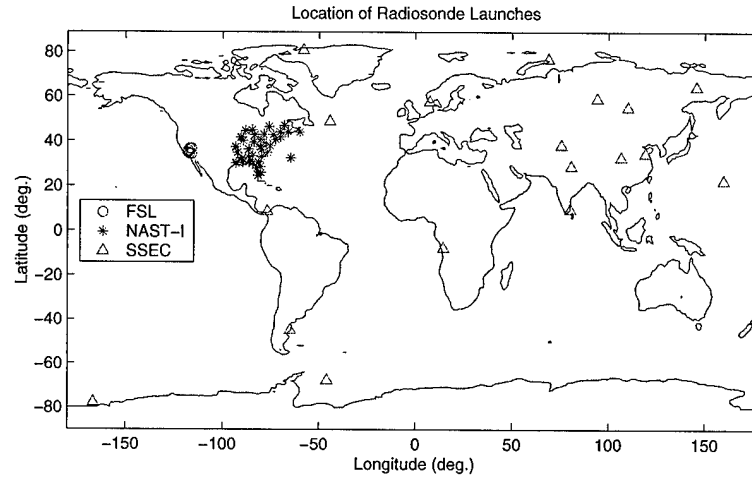 Location of Radiosonde Launches
80
60
40
20
0
−20
−40
−60
−80
Latitude (deg.)
FSL
NAST−I
SSEC
−150
−100
−50
0
50
100
150
Longitude (deg.)